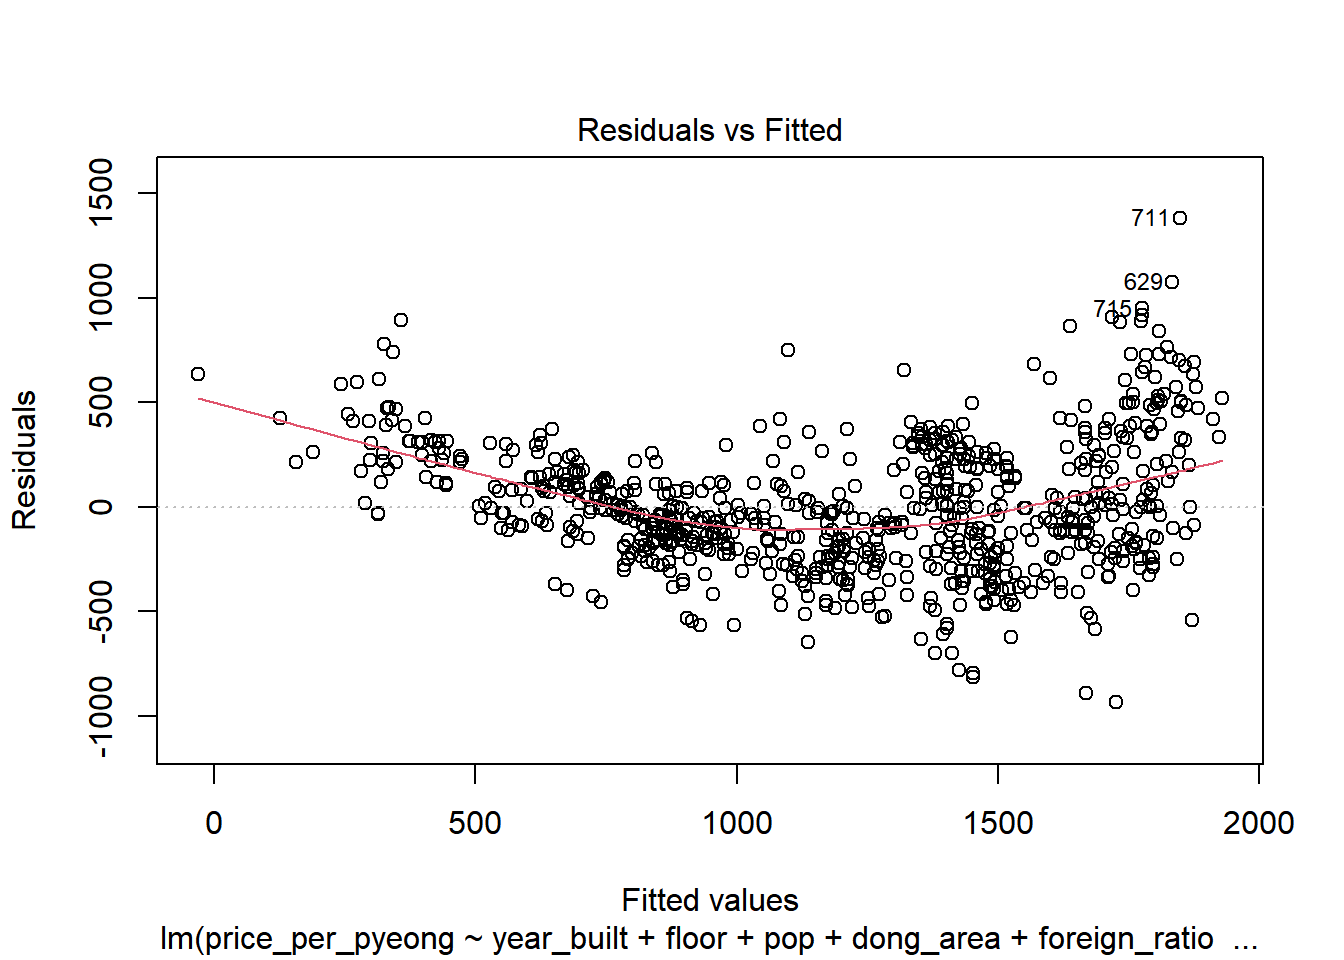 Residuals vs Fitted
Residuals
1500
1000
500
0
-500
-1000
711
629
715
0 500 1000 1500 2000
Fitted values
lm(price_per_pyeong ~ year_built + floor + pop + dong_area + foreign_ratio ...